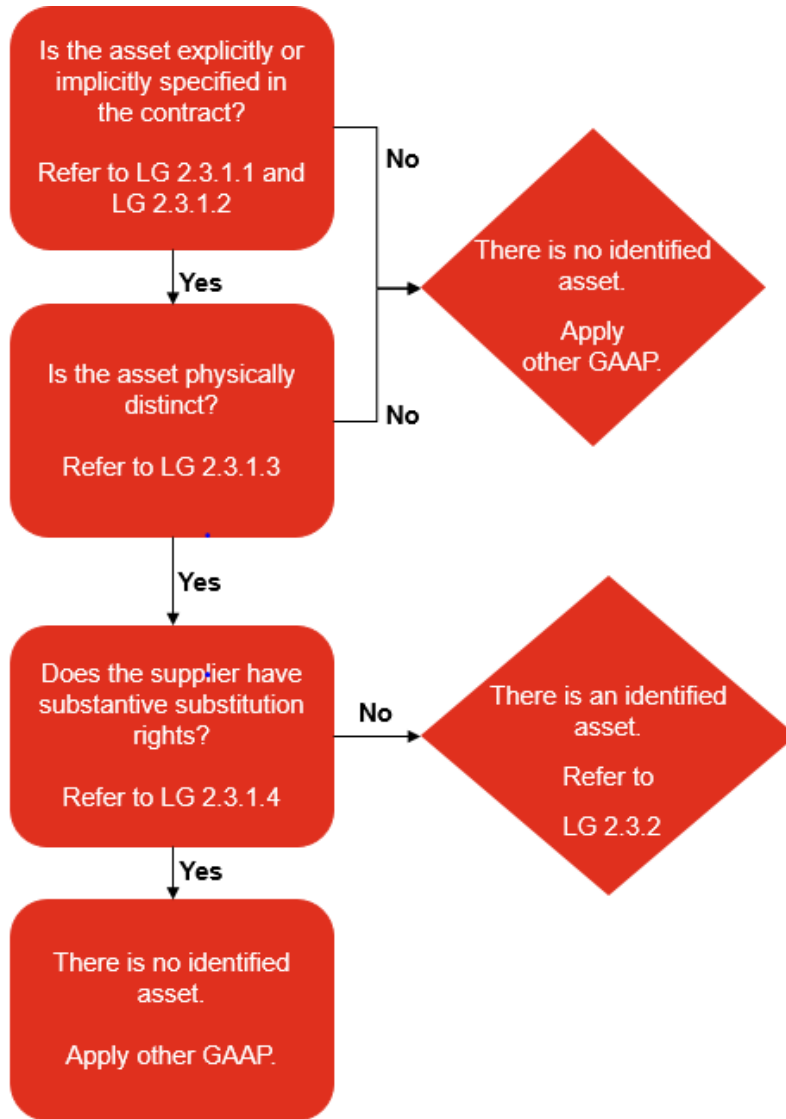 Is the asset explicitly or
implicitly specified in
the contract?
Refer to LG 2.3.1.1 and
LG 2.3.1.2
No
There is no identified
asset.
Apply
other GAAP.
Yes
Is the asset physically
distinct?
Refer to LG 2.3.1.3
No
Yes
Does the supplier have
substantive substitution
rights?
Refer to LG 2.3.1.4
No
There is an identified
asset.
Refer to
LG 2.3.2
Yes
There is no identified
asset.
Apply other GAAP.